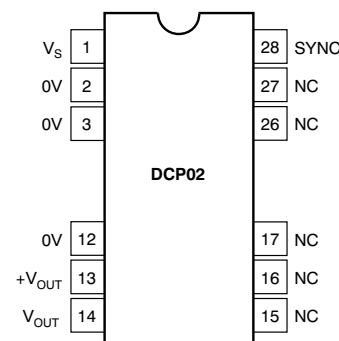 V_S 1 28 SYNC
0V 2 27 NC
0V 3 26 NC
DCP02
0V 12 17 NC
+V_OUT 13 16 NC
V_OUT 14 15 NC